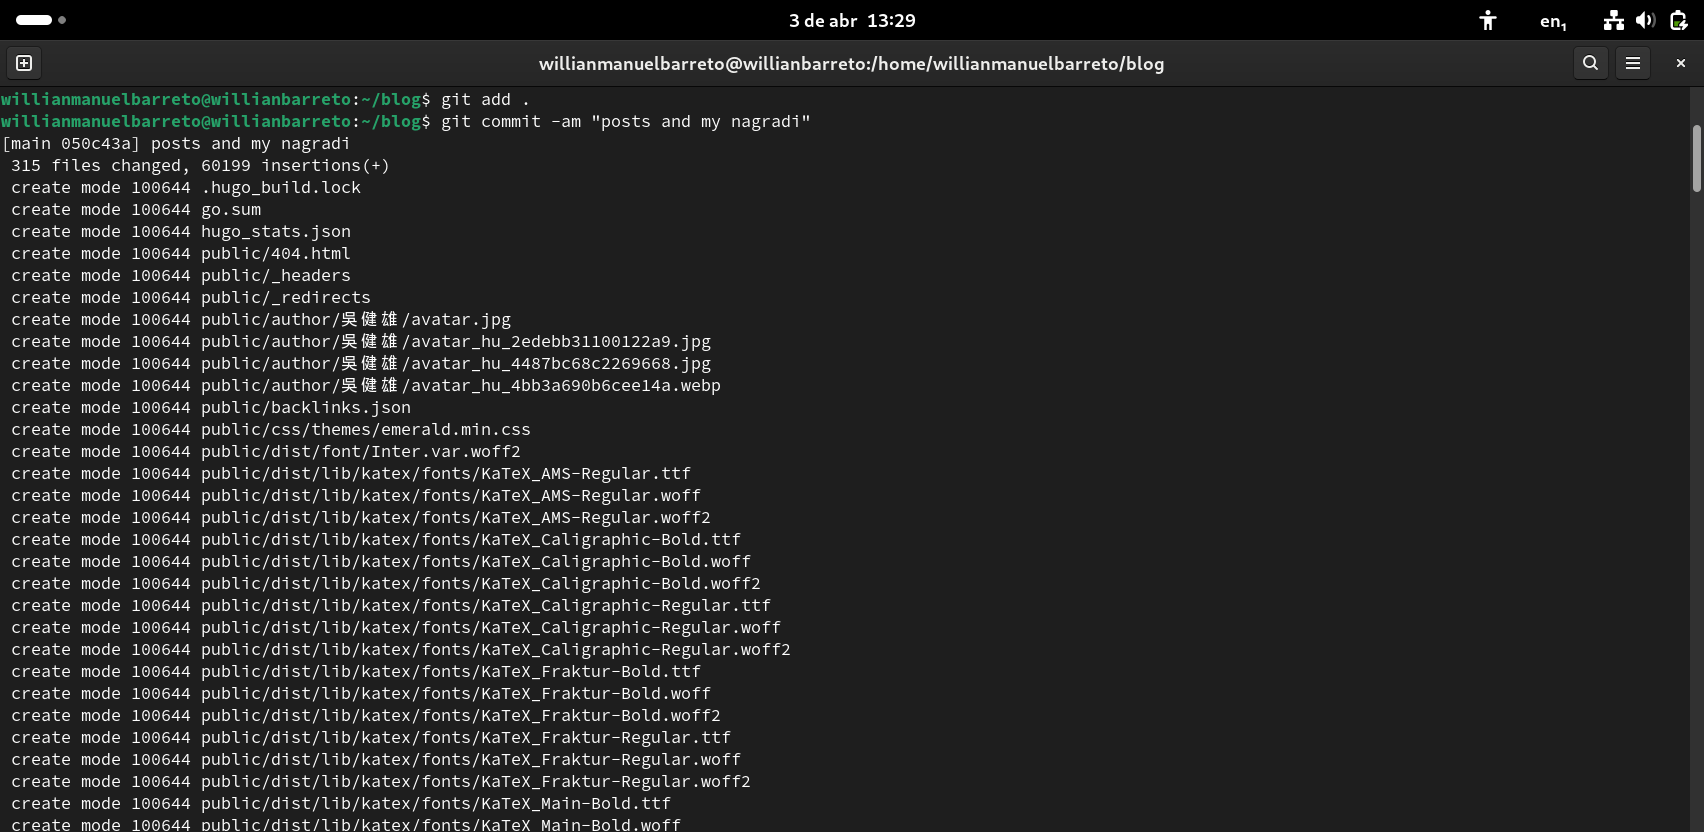 3 de abr 13:29
en₁
willianmanuelbarreto@willianbarreto:/home/willianmanuelbarreto/blog
willianmanuelbarreto@willianbarreto:~/blog$ git add .
willianmanuelbarreto@willianbarreto:~/blog$ git commit -am "posts and my nagradi"
[main 050c43a] posts and my nagradi
 315 files changed, 60199 insertions(+)
 create mode 100644 .hugo_build.lock
 create mode 100644 go.sum
 create mode 100644 hugo_stats.json
 create mode 100644 public/404.html
 create mode 100644 public/_headers
 create mode 100644 public/_redirects
 create mode 100644 public/author/吳健雄/avatar.jpg
 create mode 100644 public/author/吳健雄/avatar_hu_2edebb31100122a9.jpg
 create mode 100644 public/author/吳健雄/avatar_hu_4487bc68c2269668.jpg
 create mode 100644 public/author/吳健雄/avatar_hu_4bb3a690b6cee14a.webp
 create mode 100644 public/backlinks.json
 create mode 100644 public/css/themes/emerald.min.css
 create mode 100644 public/dist/font/Inter.var.woff2
 create mode 100644 public/dist/lib/katex/fonts/KaTeX_AMS-Regular.ttf
 create mode 100644 public/dist/lib/katex/fonts/KaTeX_AMS-Regular.woff
 create mode 100644 public/dist/lib/katex/fonts/KaTeX_AMS-Regular.woff2
 create mode 100644 public/dist/lib/katex/fonts/KaTeX_Caligraphic-Bold.ttf
 create mode 100644 public/dist/lib/katex/fonts/KaTeX_Caligraphic-Bold.woff
 create mode 100644 public/dist/lib/katex/fonts/KaTeX_Caligraphic-Bold.woff2
 create mode 100644 public/dist/lib/katex/fonts/KaTeX_Caligraphic-Regular.ttf
 create mode 100644 public/dist/lib/katex/fonts/KaTeX_Caligraphic-Regular.woff
 create mode 100644 public/dist/lib/katex/fonts/KaTeX_Caligraphic-Regular.woff2
 create mode 100644 public/dist/lib/katex/fonts/KaTeX_Fraktur-Bold.ttf
 create mode 100644 public/dist/lib/katex/fonts/KaTeX_Fraktur-Bold.woff
 create mode 100644 public/dist/lib/katex/fonts/KaTeX_Fraktur-Bold.woff2
 create mode 100644 public/dist/lib/katex/fonts/KaTeX_Fraktur-Regular.ttf
 create mode 100644 public/dist/lib/katex/fonts/KaTeX_Fraktur-Regular.woff
 create mode 100644 public/dist/lib/katex/fonts/KaTeX_Fraktur-Regular.woff2
 create mode 100644 public/dist/lib/katex/fonts/KaTeX_Main-Bold.ttf
 create mode 100644 public/dist/lib/katex/fonts/KaTeX_Main-Bold.woff